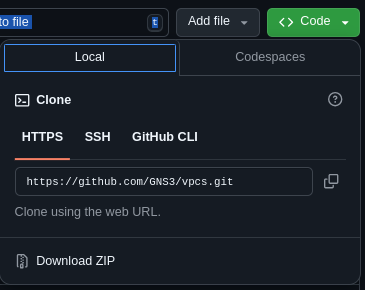 to file t Add file Code
Local Codespaces
Clone
HTTPS SSH GitHub CLI
https://github.com/GNS3/vpcs.git
Clone using the web URL.
Download ZIP